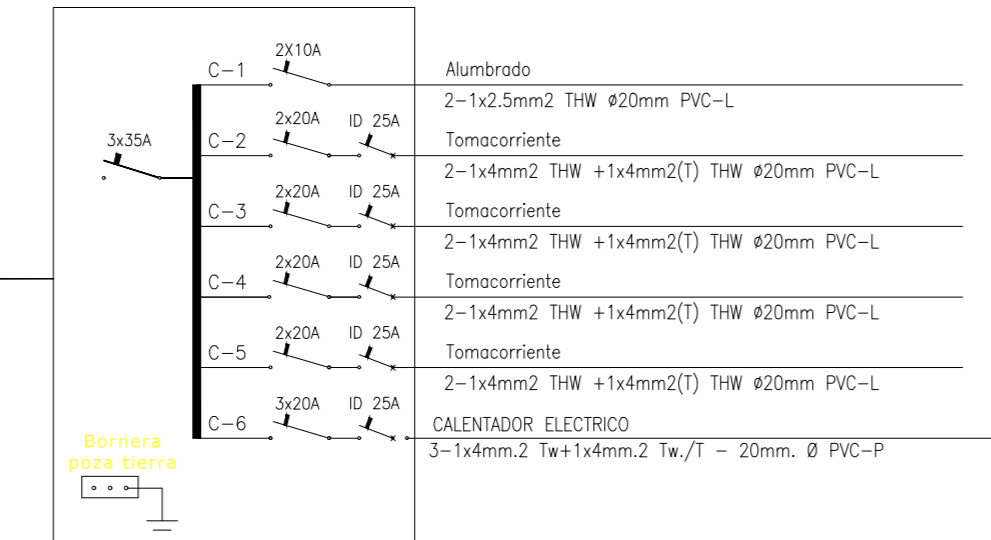 2X10A
C-1
Alumbrado
2-1x2.5mm2 THW ø20mm PVC-L
3x35A
2x20A
ID 25A
C-2
Tomacorriente
2-1x4mm2 THW +1x4mm2(T) THW ø20mm PVC-L
2x20A
ID 25A
C-3
Tomacorriente
2-1x4mm2 THW +1x4mm2(T) THW ø20mm PVC-L
2x20A
ID 25A
C-4
Tomacorriente
2-1x4mm2 THW +1x4mm2(T) THW ø20mm PVC-L
2x20A
ID 25A
C-5
Tomacorriente
2-1x4mm2 THW +1x4mm2(T) THW ø20mm PVC-L
3x20A
ID 25A
C-6
CALENTADOR ELECTRICO
3-1x4mm.2 Tw+1x4mm.2 Tw./T - 20mm. Ø PVC-P
Bornera
poza tierra